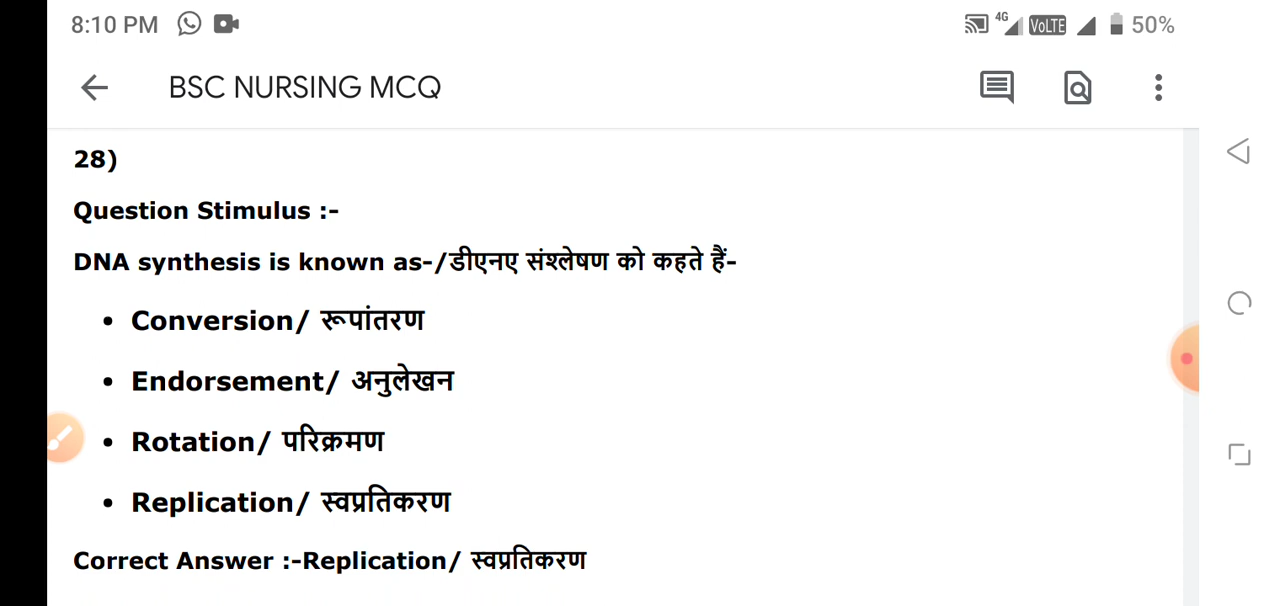 8:10 PM 4G VoLTE 50%
BSC NURSING MCQ
28)
Question Stimulus :-
DNA synthesis is known as-/डीएनए संश्लेषण को कहते हैं-
• Conversion/ रूपांतरण
• Endorsement/ अनुलेखन
• Rotation/ परिक्रमण
• Replication/ स्वप्रतिकरण
Correct Answer :-Replication/ स्वप्रतिकरण